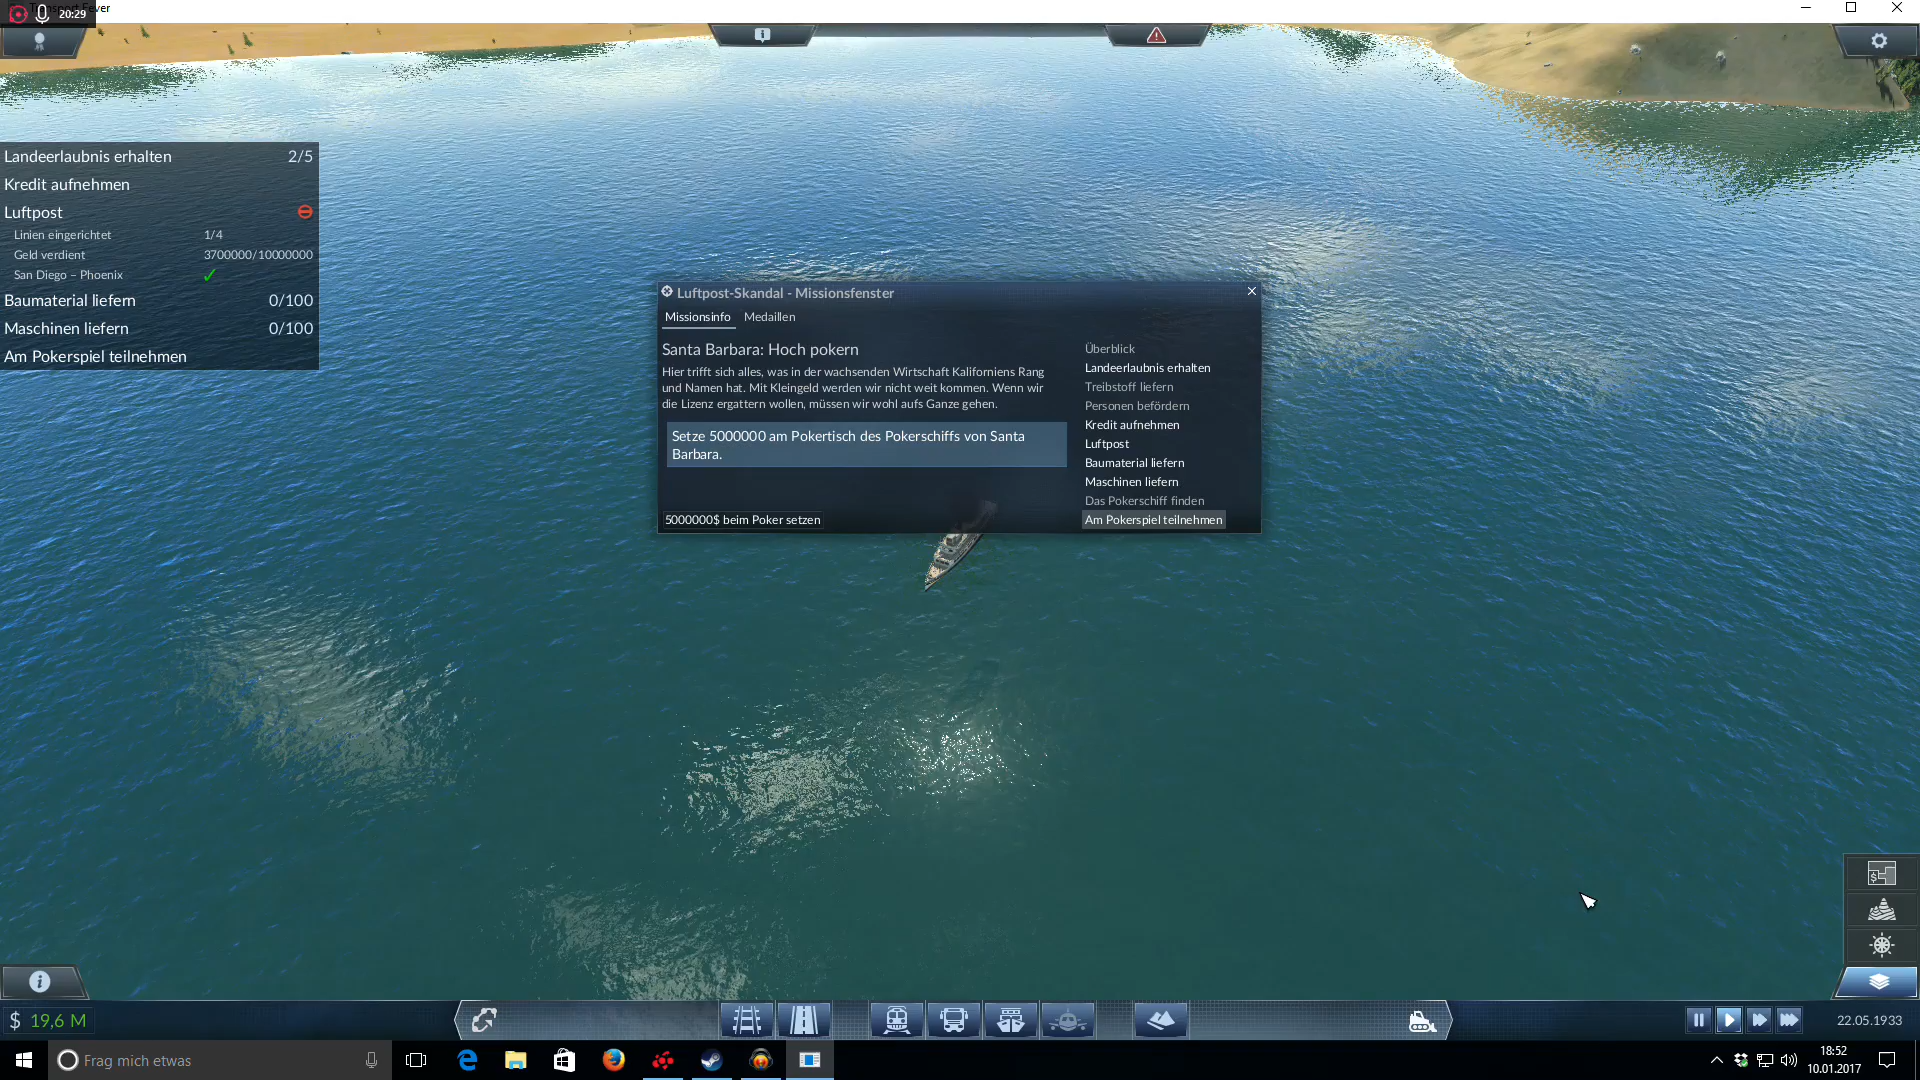 Transport Fever
20:29
Landeerlaubnis erhalten 2/5
Kredit aufnehmen
Luftpost
Linien eingerichtet 1/4
Geld verdient 3700000/10000000
San Diego – Phoenix
Baumaterial liefern 0/100
Maschinen liefern 0/100
Am Pokerspiel teilnehmen
Luftpost-Skandal - Missionsfenster
Missionsinfo Medaillen
Santa Barbara: Hoch pokern
Hier trifft sich alles, was in der wachsenden Wirtschaft Kaliforniens Rang
und Namen hat. Mit Kleingeld werden wir nicht weit kommen. Wenn wir
die Lizenz ergattern wollen, müssen wir wohl aufs Ganze gehen.
Setze 5000000 am Pokertisch des Pokerschiffs von Santa
Barbara.
5000000$ beim Poker setzen
Überblick
Landeerlaubnis erhalten
Treibstoff liefern
Personen befördern
Kredit aufnehmen
Luftpost
Baumaterial liefern
Maschinen liefern
Das Pokerschiff finden
Am Pokerspiel teilnehmen
$ 19,6 M
22.05.1933
Frag mich etwas
18:52
10.01.2017